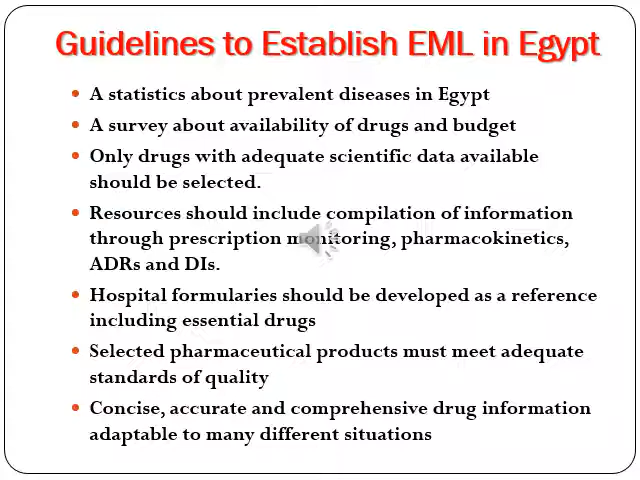 Guidelines to Establish EML in Egypt
• A statistics about prevalent diseases in Egypt
• A survey about availability of drugs and budget
• Only drugs with adequate scientific data available
should be selected.
• Resources should include compilation of information
through prescription monitoring, pharmacokinetics,
ADRs and DIs.
• Hospital formularies should be developed as a reference
including essential drugs
• Selected pharmaceutical products must meet adequate
standards of quality
• Concise, accurate and comprehensive drug information
adaptable to many different situations